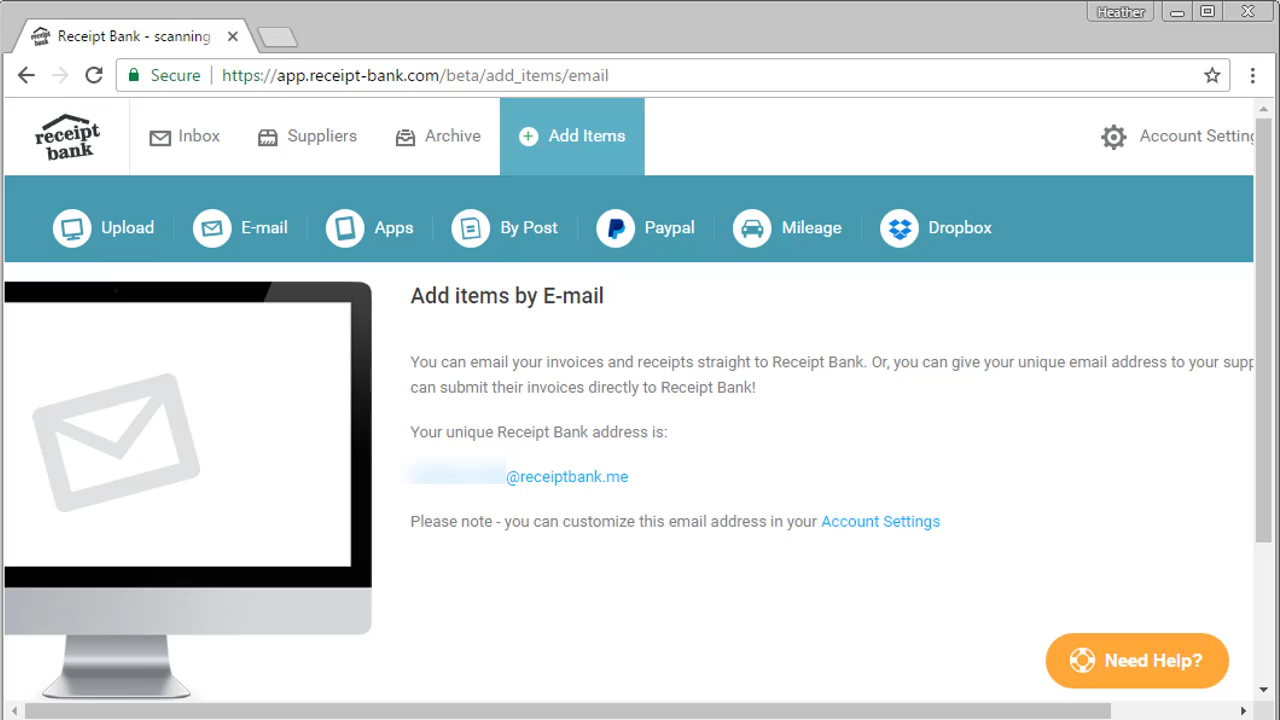 Heather
Receipt Bank - scanning
Secure https://app.receipt-bank.com/beta/add_items/email
receipt bank
Inbox
Suppliers
Archive
Add Items
Account Settin
Upload
E-mail
Apps
By Post
Paypal
Mileage
Dropbox
Add items by E-mail
You can email your invoices and receipts straight to Receipt Bank. Or, you can give your unique email address to your supp
can submit their invoices directly to Receipt Bank!
Your unique Receipt Bank address is:
@receiptbank.me
Please note - you can customize this email address in your Account Settings
Need Help?